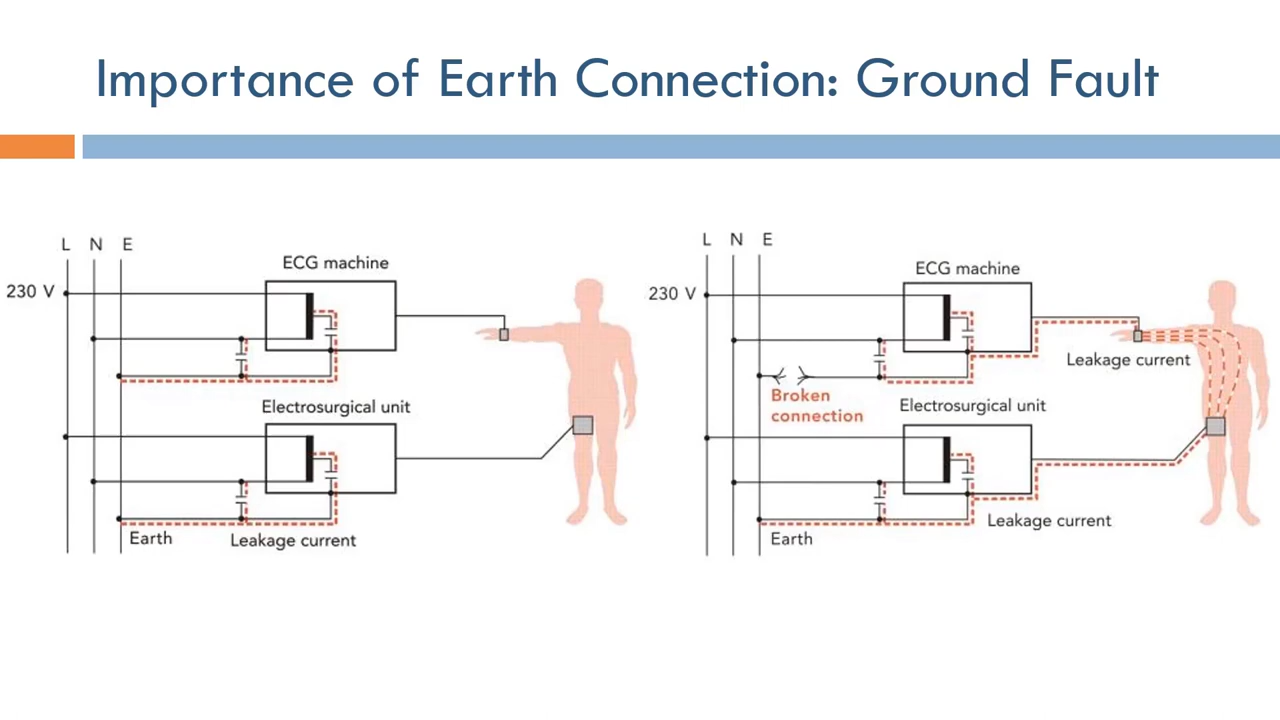 Importance of Earth Connection: Ground Fault
L N E
ECG machine
230 V
Electrosurgical unit
Earth
Leakage current
L N E
ECG machine
230 V
Leakage current
Broken
connection
Electrosurgical unit
Leakage current
Earth